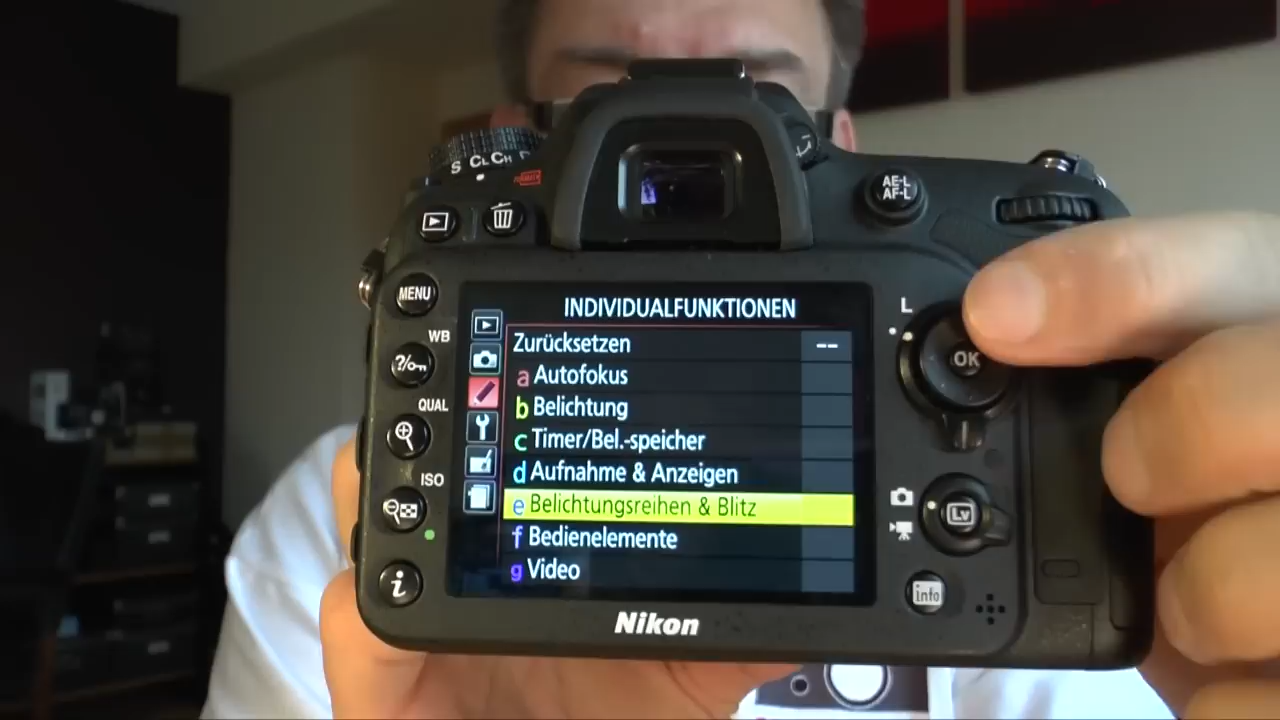 S CL CH
FORMAT
AE-L
AF-L
MENU
INDIVIDUALFUNKTIONEN
L
WB
Zurücksetzen --
?
OK
a Autofokus
QUAL
b Belichtung
c Timer/Bel.-speicher
ISO
d Aufnahme & Anzeigen
e Belichtungsreihen & Blitz
Lv
f Bedienelemente
g Video
i
info
Nikon